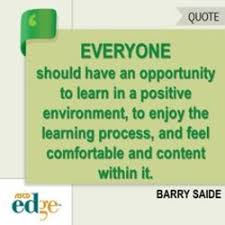 QUOTE
EVERYONE
should have an opportunity
to learn in a positive
environment, to enjoy the
learning process, and feel
comfortable and content
within it.
BARRY SAIDE
ASCD
edge